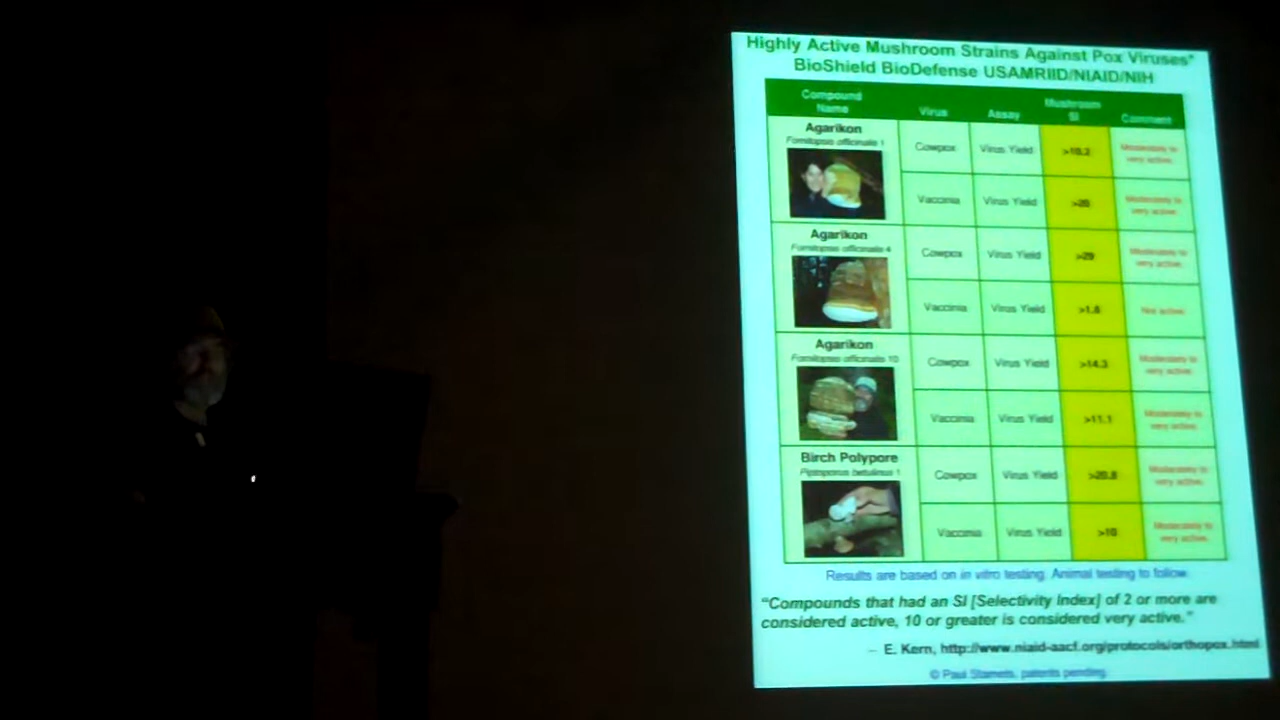 Highly Active Mushroom Strains Against Pox Viruses*
BioShield BioDefense USAMRIID/NIAID/NIH
Compound
Name
Virus
Assay
Mushroom
SI
Comment
Agarikon
Fomitopsis officinalis 1
Cowpox
Virus Yield
>10.2
Moderately to
very active
Vaccinia
Virus Yield
>20
Moderately to
very active
Agarikon
Fomitopsis officinalis 4
Cowpox
Virus Yield
>29
Moderately to
very active
Vaccinia
Virus Yield
>1.6
Not active
Agarikon
Fomitopsis officinalis 10
Cowpox
Virus Yield
>14.3
Moderately to
very active
Vaccinia
Virus Yield
>11.1
Moderately to
very active
Birch Polypore
Piptoporus betulinus 1
Cowpox
Virus Yield
>20.8
Moderately to
very active
Vaccinia
Virus Yield
>10
Moderately to
very active
Results are based on in vitro testing. Animal testing to follow.
“Compounds that had an SI [Selectivity Index] of 2 or more are
considered active, 10 or greater is considered very active.”
– E. Kern, http://www.niaid-aacf.org/protocols/orthopox.html
© Paul Stamets, patents pending.